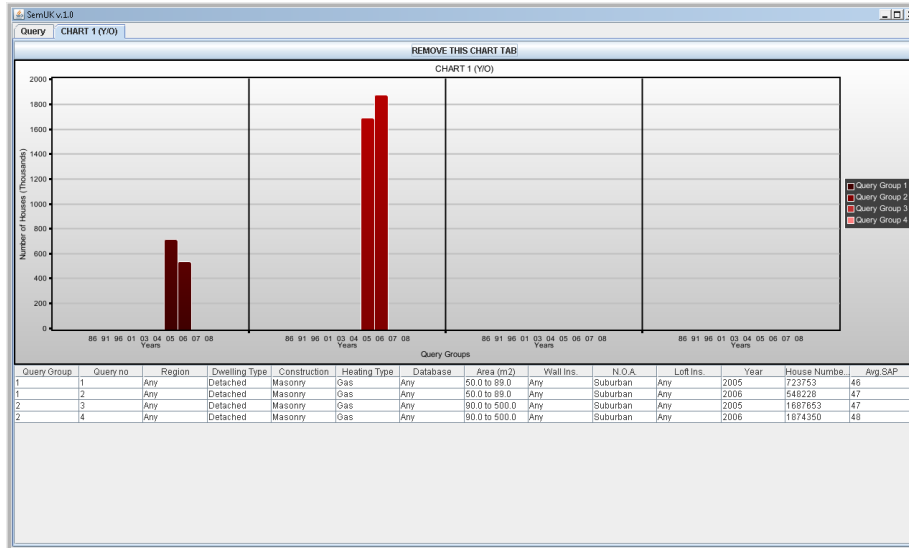 SemUK v.1.0
Query CHART 1 (Y/O)
REMOVE THIS CHART TAB
CHART 1 (Y/O)
Number of Houses (Thousands)
2000
1800
1600
1400
1200
1000
800
600
400
200
0
86 91 96 01 03 04 05 06 07 08 86 91 96 01 03 04 05 06 07 08 86 91 96 01 03 04 05 06 07 08 86 91 96 01 03 04 05 06 07 08
Years Years Years Years
Query Groups
Query Group 1
Query Group 2
Query Group 3
Query Group 4
Query Group Query no Region Dwelling Type Construction Heating Type Database Area (m2) Wall Ins. N.O.A. Loft Ins. Year House Numbe... Avg.SAP
1 1 Any Detached Masonry Gas Any 50.0 to 89.0 Any Suburban Any 2005 723753 46
1 2 Any Detached Masonry Gas Any 50.0 to 89.0 Any Suburban Any 2006 548228 47
2 3 Any Detached Masonry Gas Any 90.0 to 500.0 Any Suburban Any 2005 1687653 47
2 4 Any Detached Masonry Gas Any 90.0 to 500.0 Any Suburban Any 2006 1874350 48